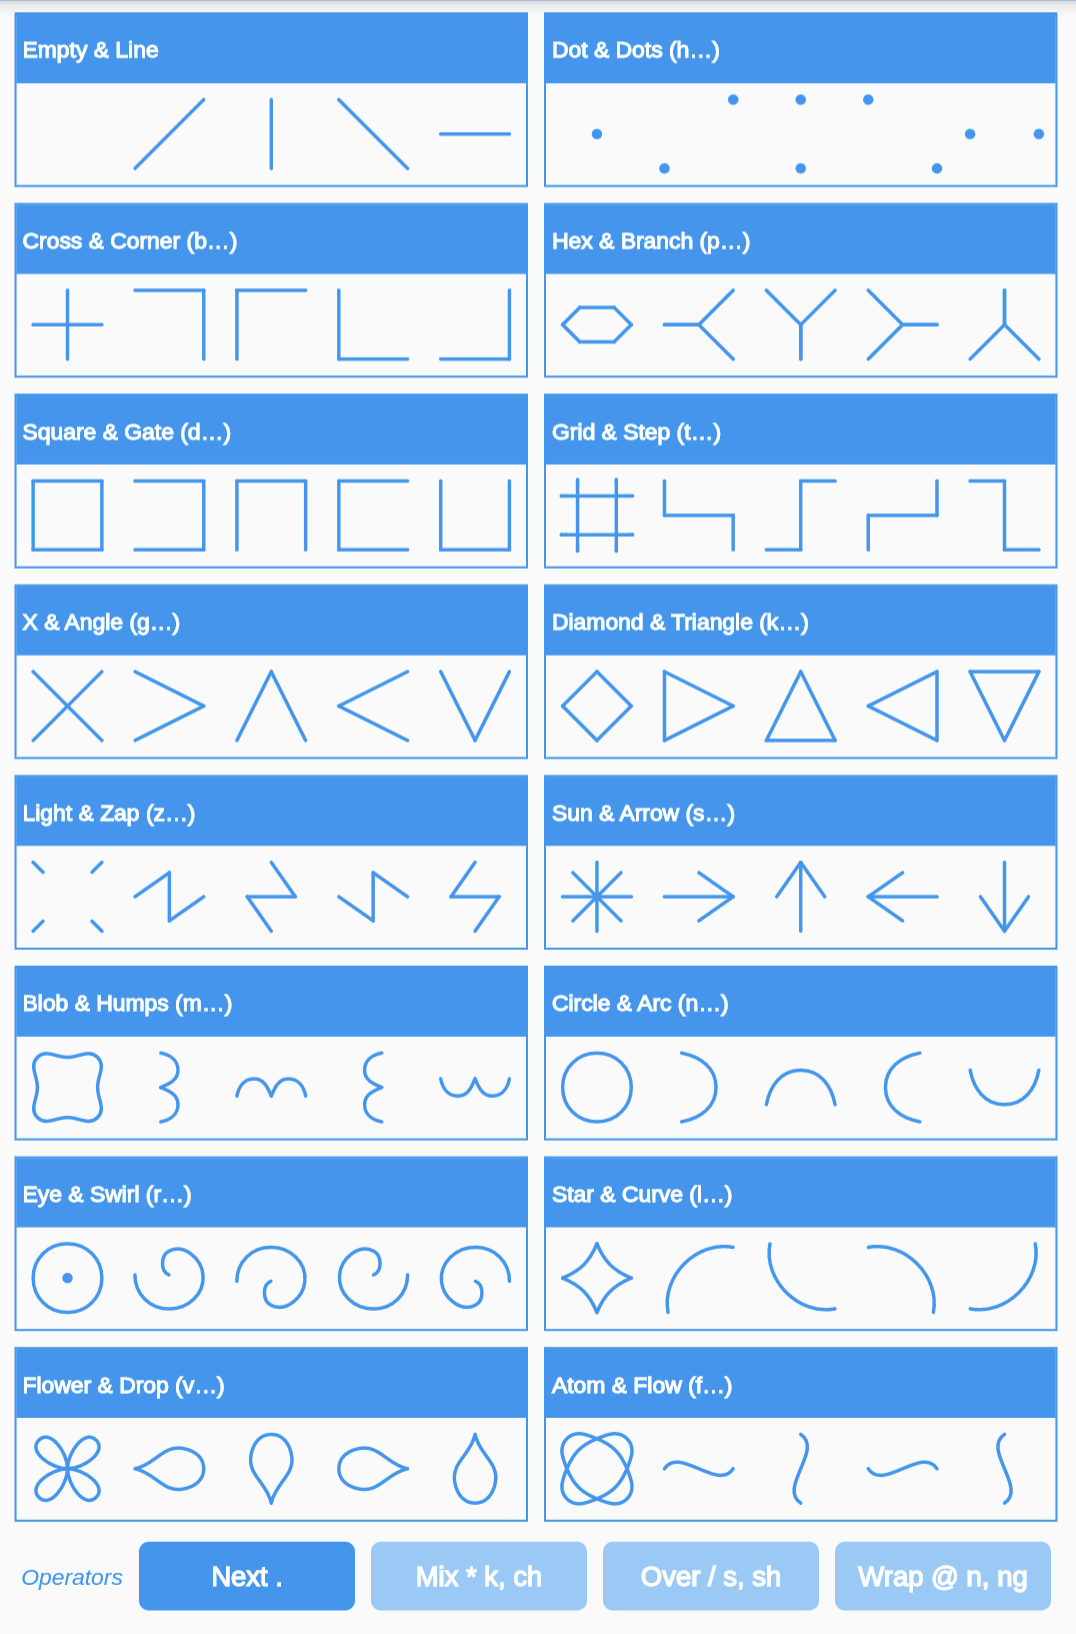 Empty & Line
Dot & Dots (h…)
Cross & Corner (b…)
Hex & Branch (p…)
Square & Gate (d…)
Grid & Step (t…)
X & Angle (g…)
Diamond & Triangle (k…)
Light & Zap (z…)
Sun & Arrow (s…)
Blob & Humps (m…)
Circle & Arc (n…)
Eye & Swirl (r…)
Star & Curve (l…)
Flower & Drop (v…)
Atom & Flow (f…)
Operators
Next .
Mix * k, ch
Over / s, sh
Wrap @ n, ng